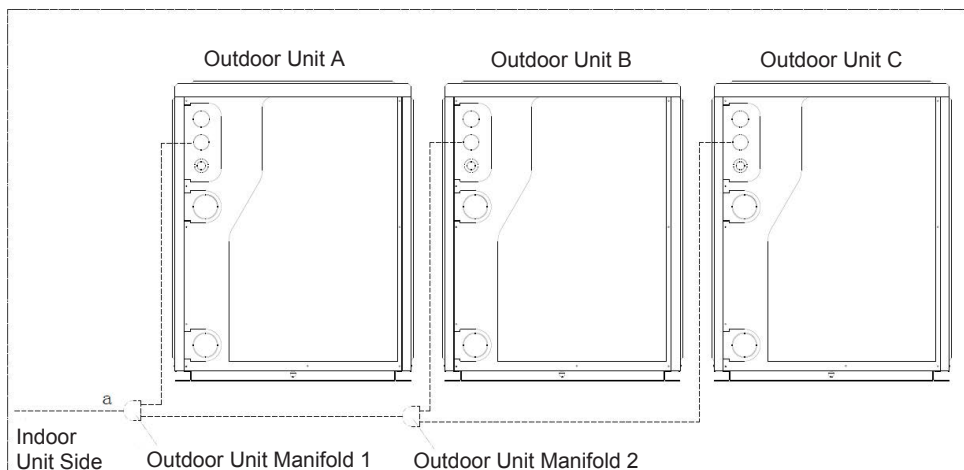 Outdoor Unit A
Outdoor Unit B
Outdoor Unit C
a
Indoor
Unit Side
Outdoor Unit Manifold 1
Outdoor Unit Manifold 2